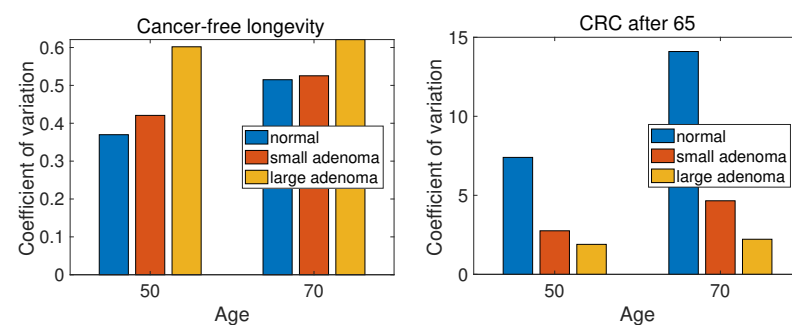 Cancer-free longevity
Coefficient of variation
0.6
0.5
0.4
0.3
0.2
0.1
0
normal
small adenoma
large adenoma
50
70
Age
CRC after 65
Coefficient of variation
15
10
5
0
normal
small adenoma
large adenoma
50
70
Age